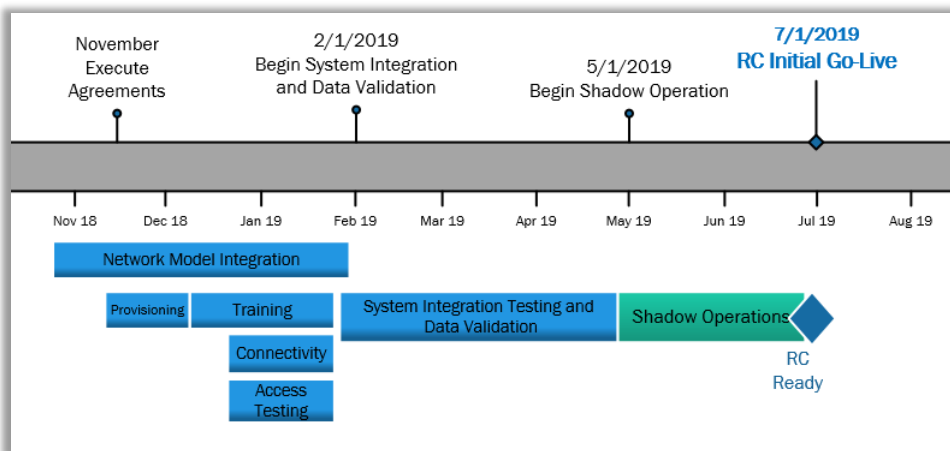 November
Execute
Agreements
2/1/2019
Begin System Integration
and Data Validation
5/1/2019
Begin Shadow Operation
7/1/2019
RC Initial Go-Live
Nov 18
Dec 18
Jan 19
Feb 19
Mar 19
Apr 19
May 19
Jun 19
Jul 19
Aug 19
Network Model Integration
Provisioning
Training
System Integration Testing and
Data Validation
Shadow Operations
Connectivity
RC
Ready
Access
Testing